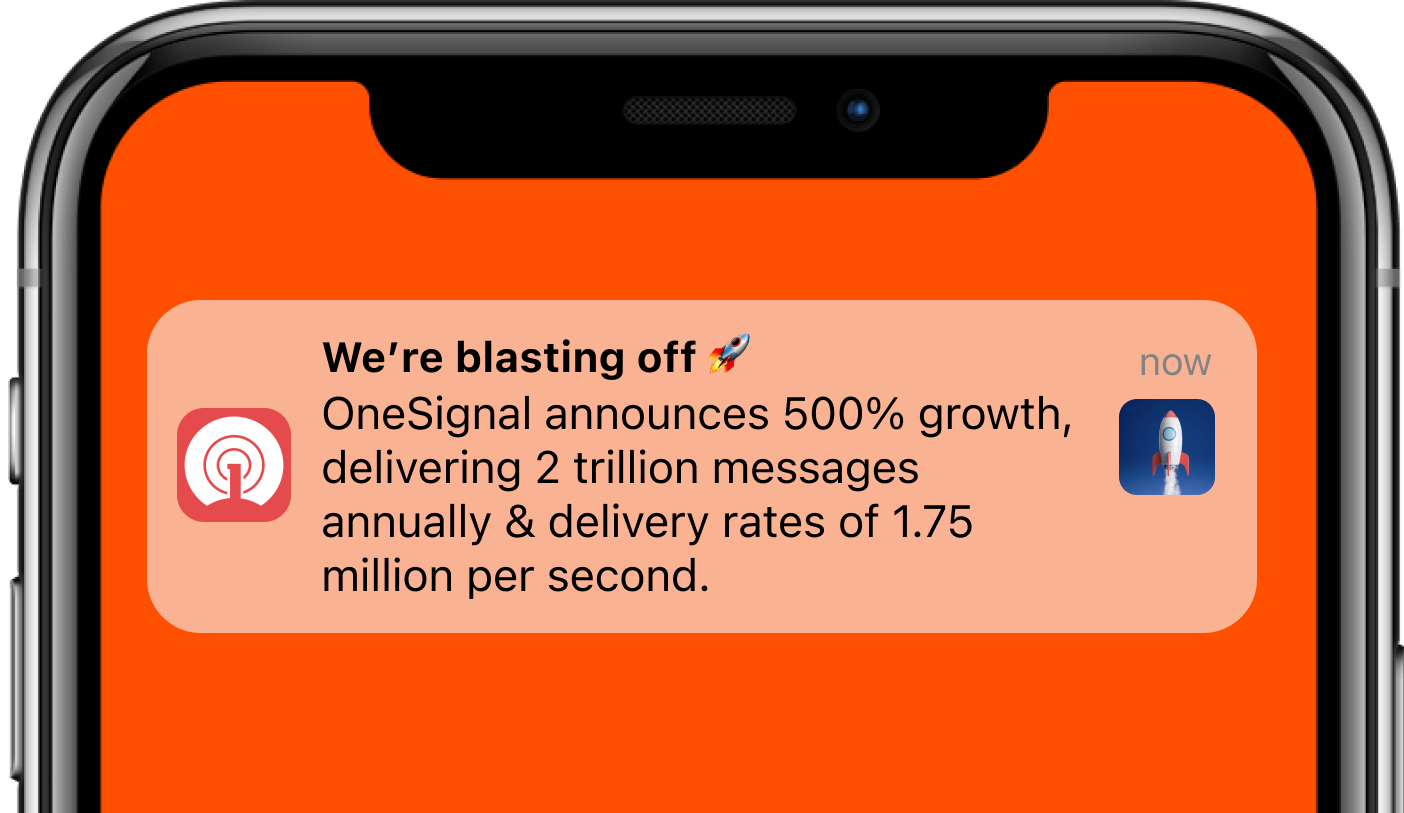 We’re blasting off 🚀
now
OneSignal announces 500% growth,
delivering 2 trillion messages
annually & delivery rates of 1.75
million per second.